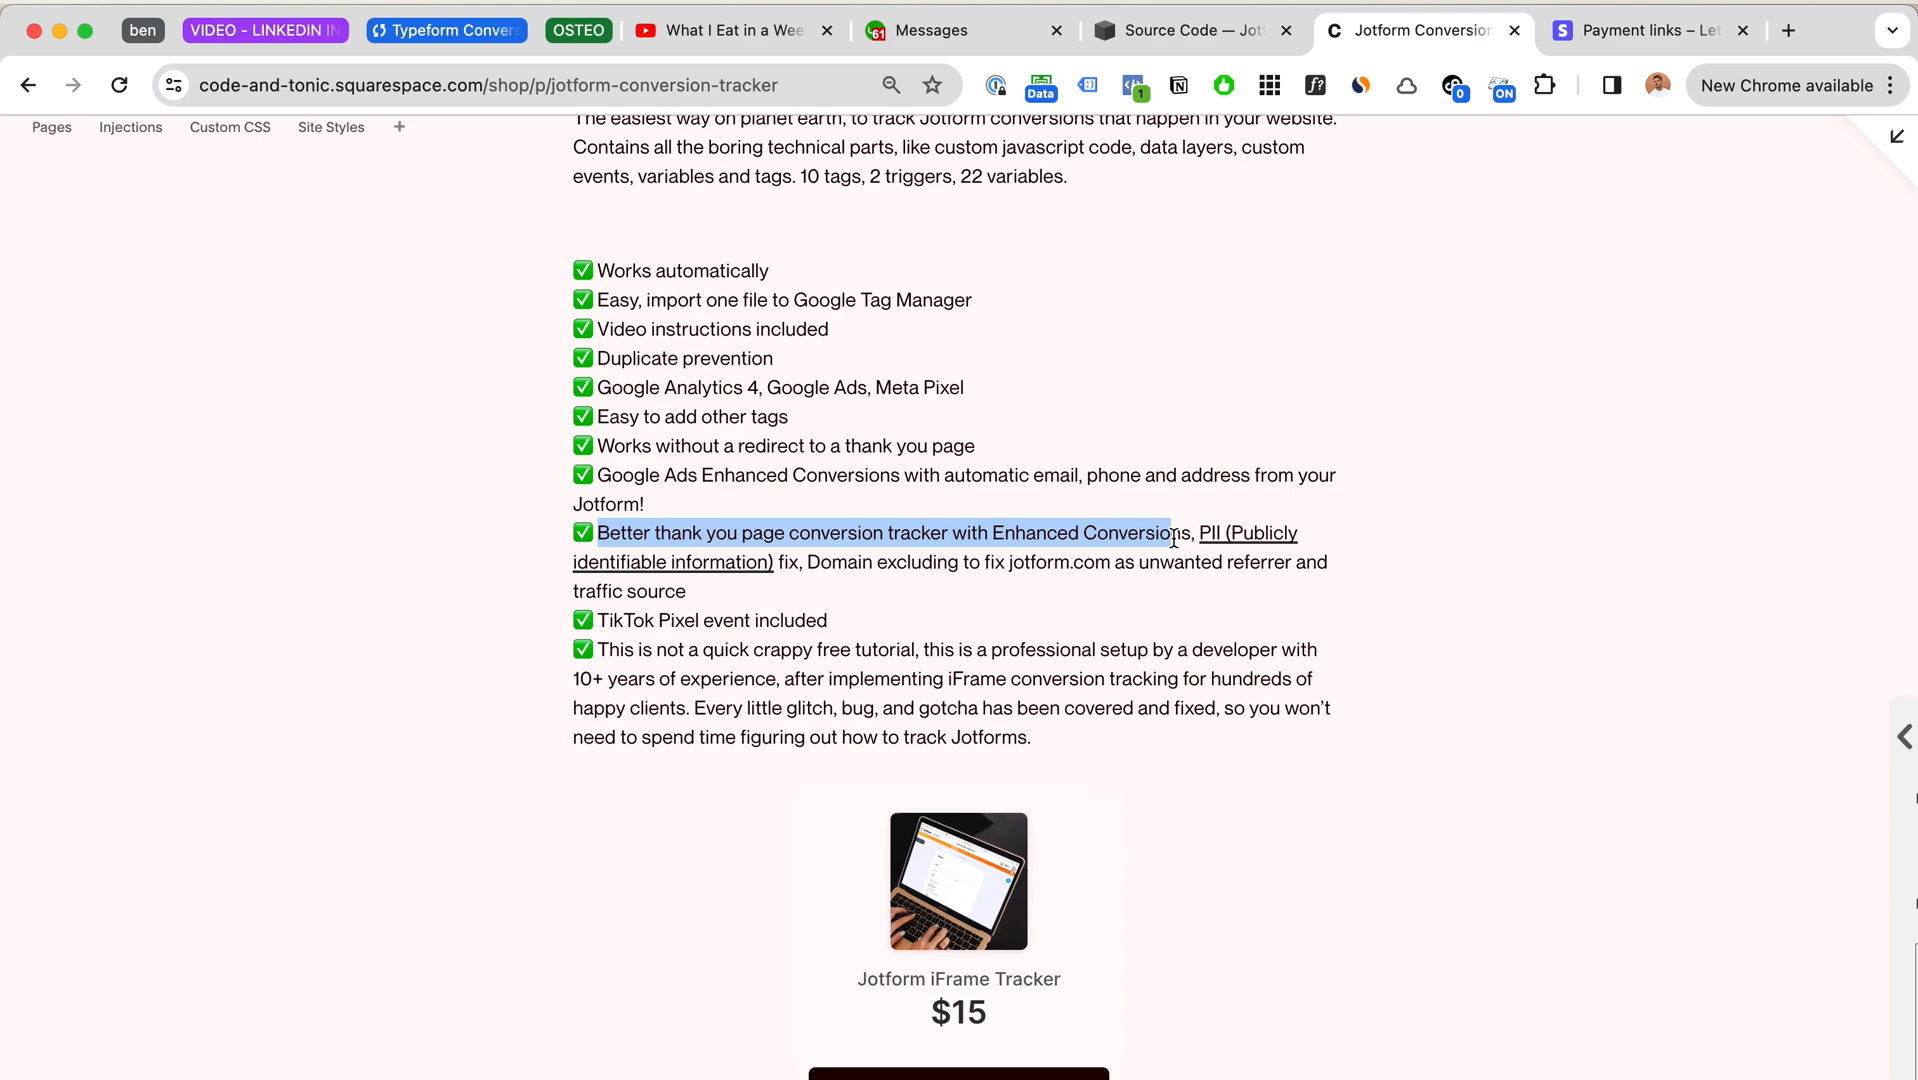 ben
VIDEO - LINKEDIN IN
Typeform Conver
OSTEO
What I Eat in a Wee
61
Messages
Source Code — Jot
C
Jotform Conversion
S
Payment links – Let
code-and-tonic.squarespace.com/shop/p/jotform-conversion-tracker
Data
1
f?
0
ON
New Chrome available
Pages
Injections
Custom CSS
Site Styles
The easiest way on planet earth, to track Jotform conversions that happen in your website.
Contains all the boring technical parts, like custom javascript code, data layers, custom
events, variables and tags. 10 tags, 2 triggers, 22 variables.
✅ Works automatically
✅ Easy, import one file to Google Tag Manager
✅ Video instructions included
✅ Duplicate prevention
✅ Google Analytics 4, Google Ads, Meta Pixel
✅ Easy to add other tags
✅ Works without a redirect to a thank you page
✅ Google Ads Enhanced Conversions with automatic email, phone and address from your
Jotform!
✅ Better thank you page conversion tracker with Enhanced Conversions, PII (Publicly
identifiable information) fix, Domain excluding to fix jotform.com as unwanted referrer and
traffic source
✅ TikTok Pixel event included
✅ This is not a quick crappy free tutorial, this is a professional setup by a developer with
10+ years of experience, after implementing iFrame conversion tracking for hundreds of
happy clients. Every little glitch, bug, and gotcha has been covered and fixed, so you won't
need to spend time figuring out how to track Jotforms.
Jotform iFrame Tracker
$15